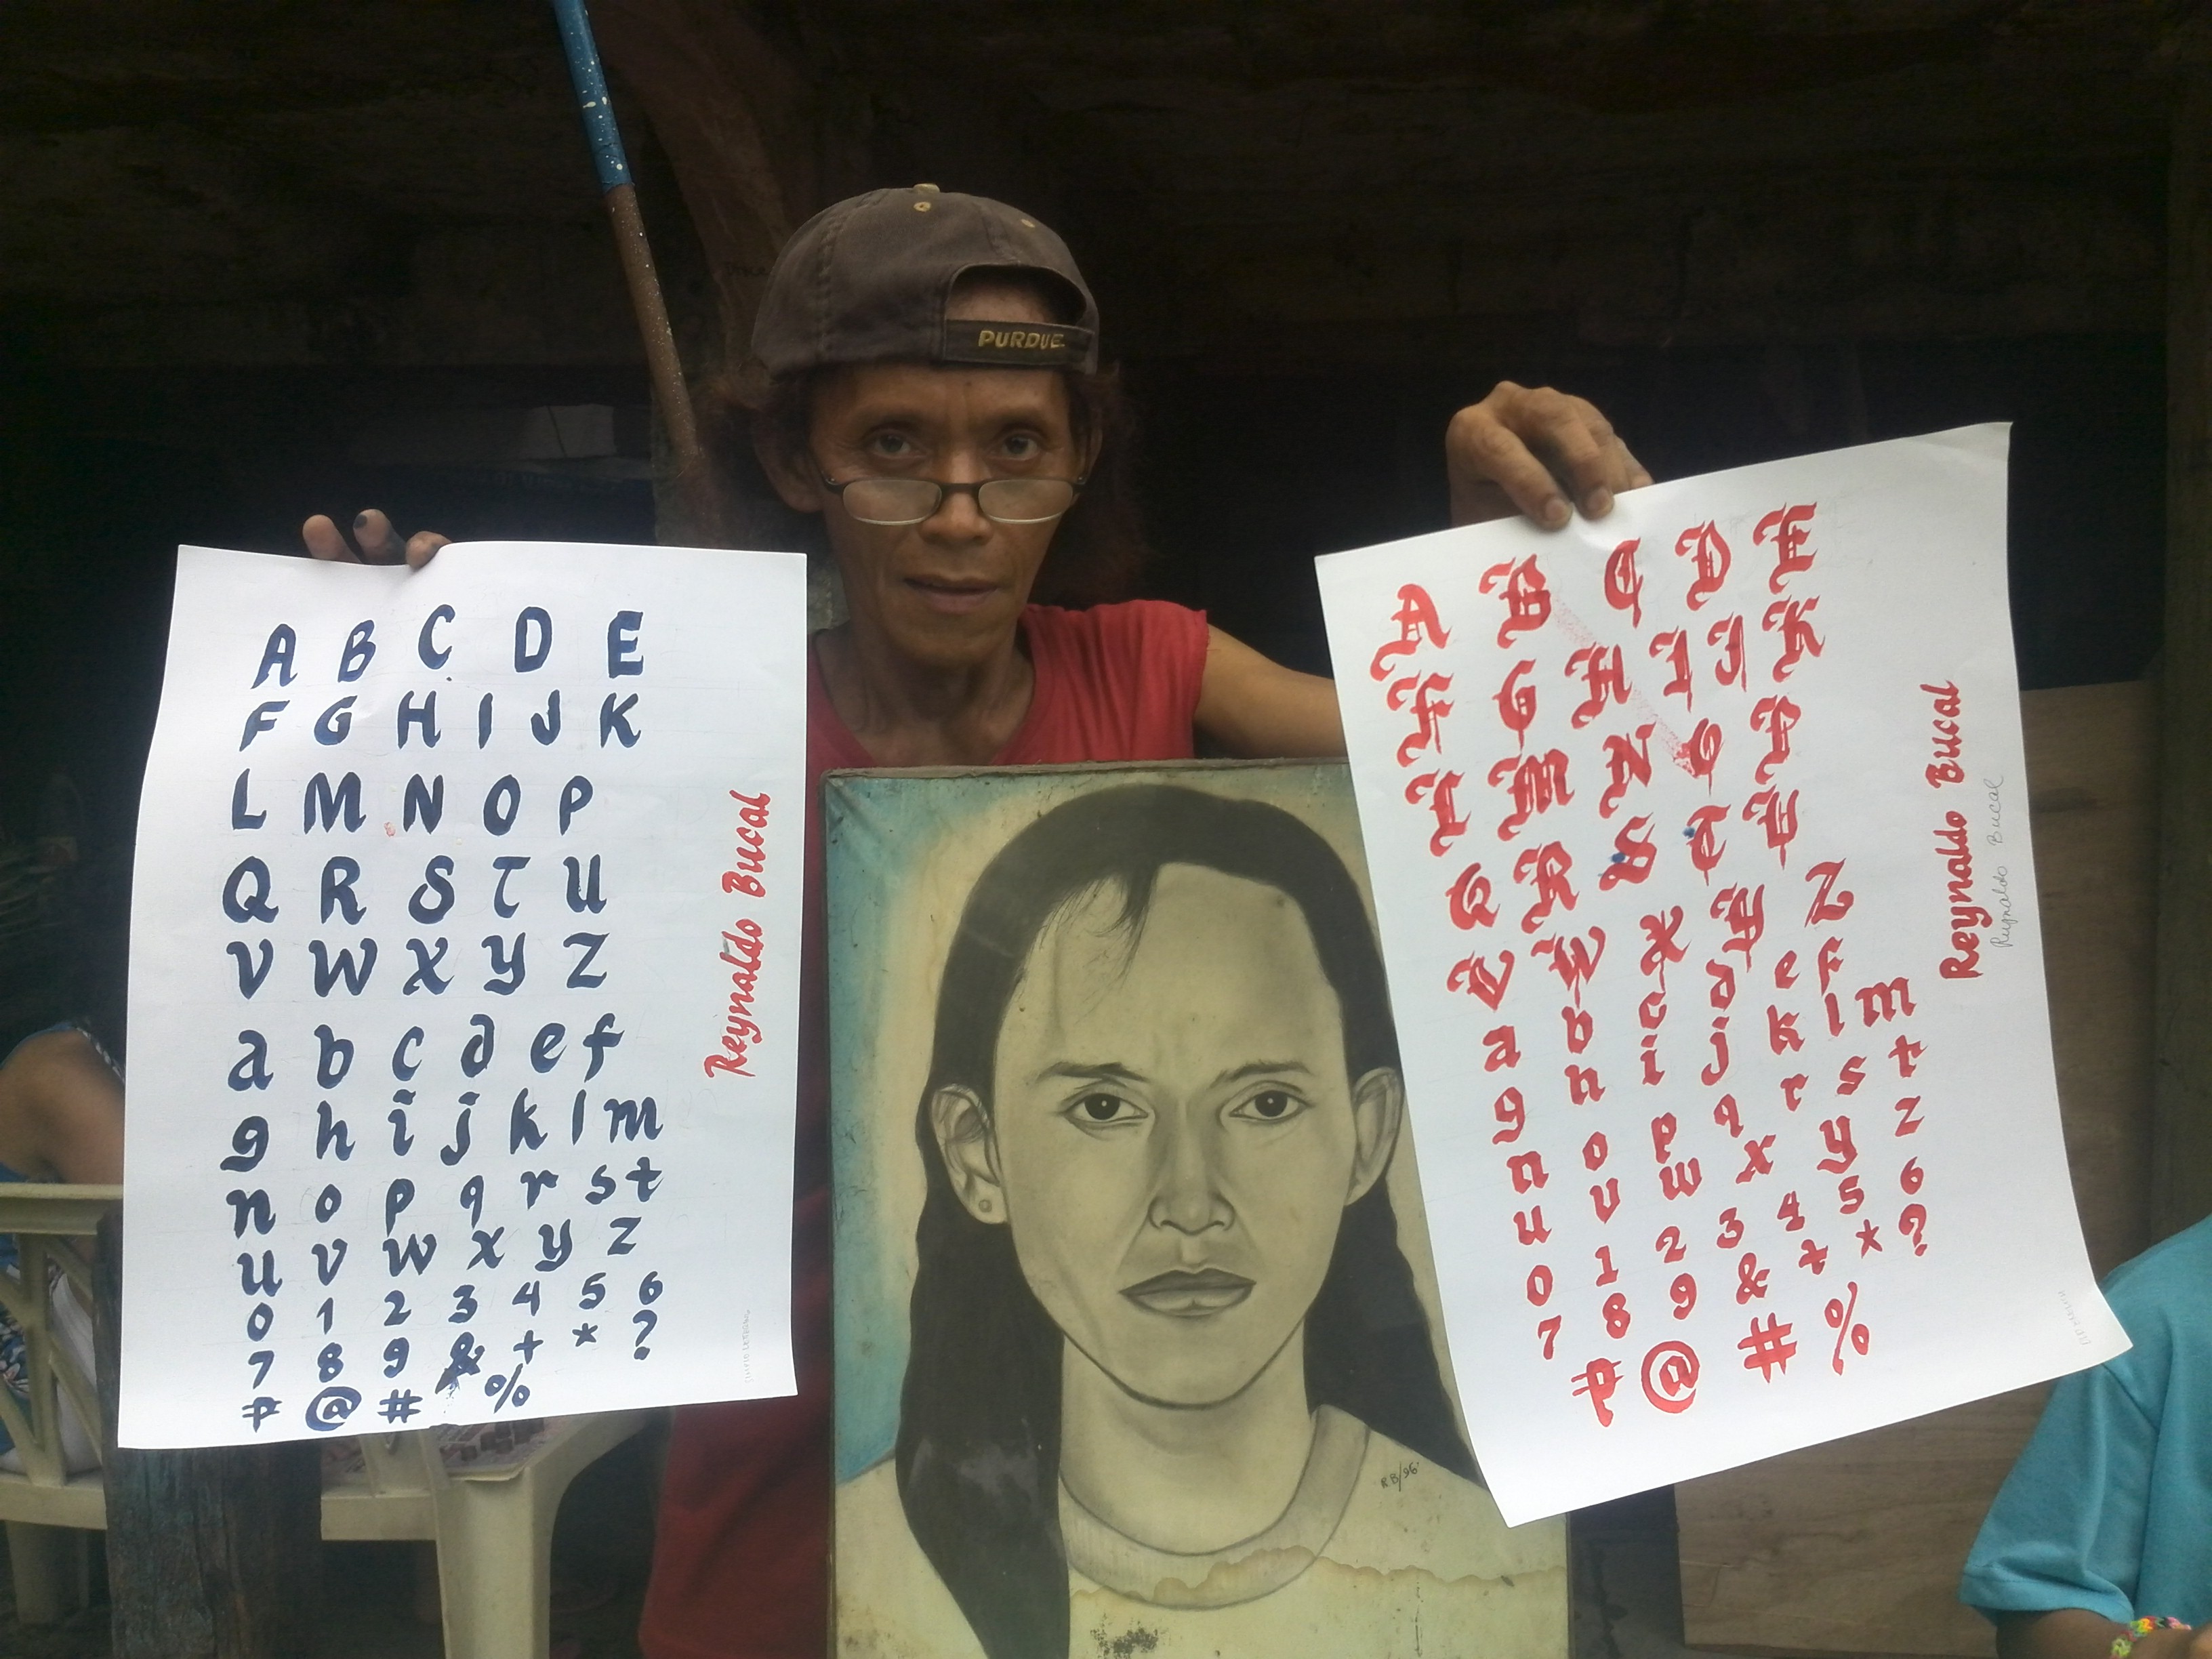 PURDUE
A B C D E
F G H I J K
L M N O P
Q R S T U
V W X Y Z
a b c d e f
g h i j k l m
n o p q r s t
u v w x y z
0 1 2 3 4 5 6
7 8 9 & + * ?
₱ @ # %
Reynaldo Bucal
R B/96
A B C D E
F G H I J K
L M N O P
Q R S T U
V W X Y Z
a b c d e f
g h i j k l m
n o p q r s t
u v w x y z
0 1 2 3 4 5 6
7 8 9 & + * ?
₱ @ # %
Reynaldo Bucal
Reynaldo Bucal